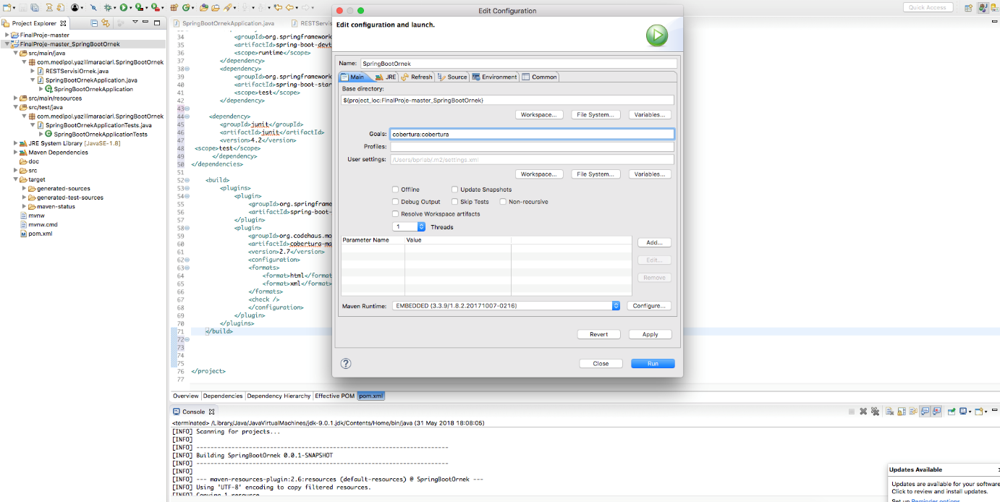 Quick Access
Project Explorer
FinalProje-master
FinalProje-master_SpringBootOrnek
src/main/java
com.medipol.yazilimaraclari.SpringBootOrnek
RESTServisiOrnek.java
SpringBootOrnekApplication.java
SpringBootOrnekApplication
src/main/resources
src/test/java
com.medipol.yazilimaraclari.SpringBootOrnek
SpringBootOrnekApplicationTests.java
SpringBootOrnekApplicationTests
JRE System Library [JavaSE-1.8]
Maven Dependencies
doc
src
target
generated-sources
generated-test-sources
maven-status
mvnw
mvnw.cmd
pom.xml
SpringBootOrnekApplication.java
RESTServis
34 <groupId>org.springframework
35 <artifactId>spring-boot-devt
36 <scope>runtime</scope>
37 </dependency>
38 <dependency>
39 <groupId>org.springframework
40 <artifactId>spring-boot-star
41 <scope>test</scope>
42 </dependency>
43
44 <dependency>
45 <groupId>junit</groupId>
46 <artifactId>junit</artifactId>
47 <version>4.2</version>
48 <scope>test</scope>
49 </dependency>
50 </dependencies>
51
52 <build>
53 <plugins>
54 <plugin>
55 <groupId>org.springframe
56 <artifactId>spring-boot-
57 </plugin>
58 <plugin>
59 <groupId>org.codehaus.mo
60 <artifactId>cobertura-ma
61 <version>2.7</version>
62 <configuration>
63 <formats>
64 <format>html</format
65 <format>xml</format>
66 </formats>
67 <check />
68 </configuration>
69 </plugin>
70 </plugins>
71 </build>
72
73
74
75
76 </project>
77
Overview Dependencies Dependency Hierarchy Effective POM pom.xml
Edit Configuration
Edit configuration and launch.
Name: SpringBootOrnek
Main JRE Refresh Source Environment Common
Base directory:
${project_loc:FinalProje-master_SpringBootOrnek}
Workspace... File System... Variables...
Goals: cobertura:cobertura
Profiles:
User settings: /Users/bprlab/.m2/settings.xml
Workspace... File System... Variables...
Offline Update Snapshots
Debug Output Skip Tests Non-recursive
Resolve Workspace artifacts
1 Threads
Parameter Name Value
Add...
Edit...
Remove
Maven Runtime: EMBEDDED (3.3.9/1.8.2.20171007-0216) Configure...
Revert Apply
Close Run
Console
<terminated> /Library/Java/JavaVirtualMachines/jdk-9.0.1.jdk/Contents/Home/bin/java (31 May 2018 18:08:05)
[INFO] Scanning for projects...
[INFO]
[INFO] ------------------------------------------------------------------------
[INFO] Building SpringBootOrnek 0.0.1-SNAPSHOT
[INFO] ------------------------------------------------------------------------
[INFO]
[INFO] --- maven-resources-plugin:2.6:resources (default-resources) @ SpringBootOrnek ---
[INFO] Using 'UTF-8' encoding to copy filtered resources.
[INFO] Copying 1 resource
Updates Available
Updates are available for your software
Click to review and install updates.
Set up Reminder options